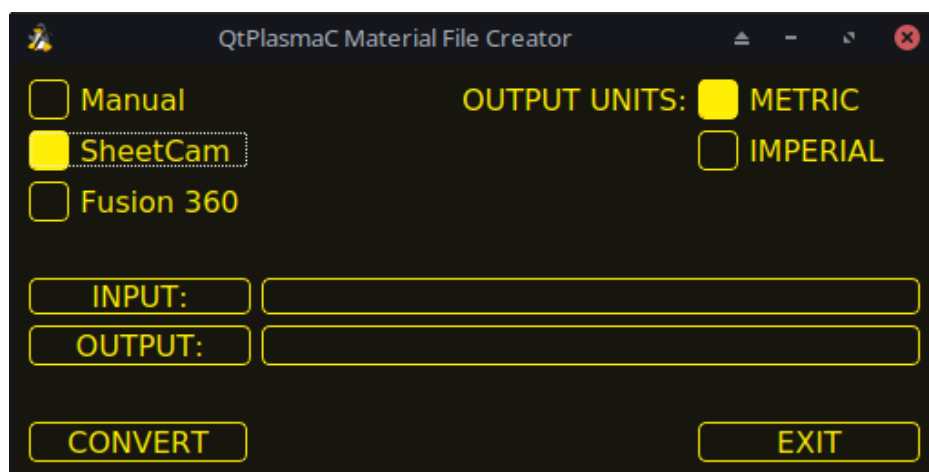 QtPlasmaC Material File Creator
Manual OUTPUT UNITS: METRIC
SheetCam IMPERIAL
Fusion 360
INPUT:
OUTPUT:
CONVERT EXIT